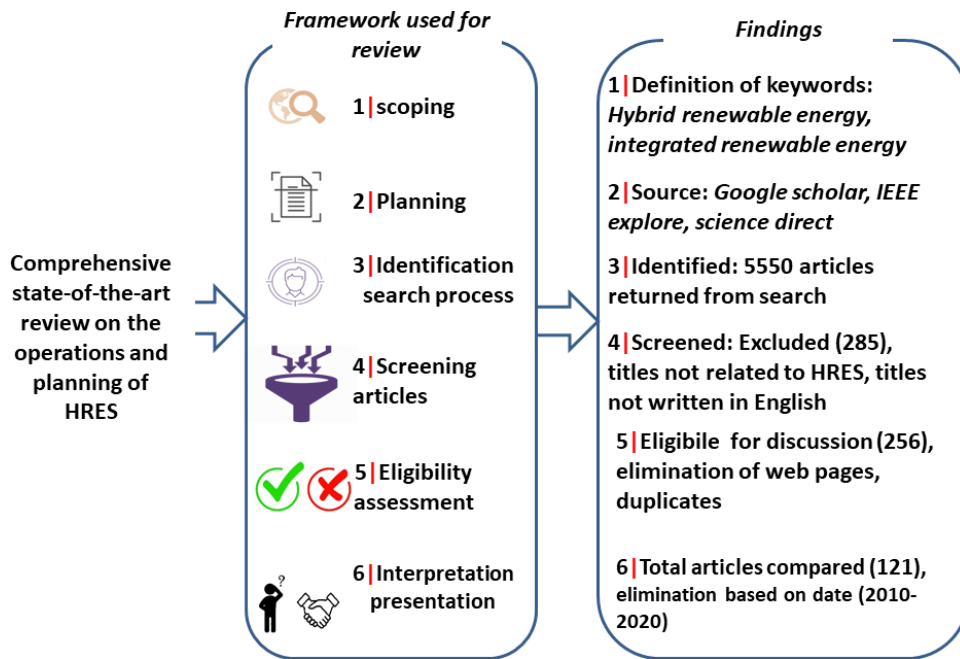 Comprehensive
state-of-the-art
review on the
operations and
planning of
HRES
Framework used for
review
1|scoping
2|Planning
3|Identification
search process
4|Screening
articles
5|Eligibility
assessment
?
6|Interpretation
presentation
Findings
1|Definition of keywords:
Hybrid renewable energy,
integrated renewable energy
2|Source: Google scholar, IEEE
explore, science direct
3|Identified: 5550 articles
returned from search
4|Screened: Excluded (285),
titles not related to HRES, titles
not written in English
5|Eligibile for discussion (256),
elimination of web pages,
duplicates
6|Total articles compared (121),
elimination based on date (2010-
2020)